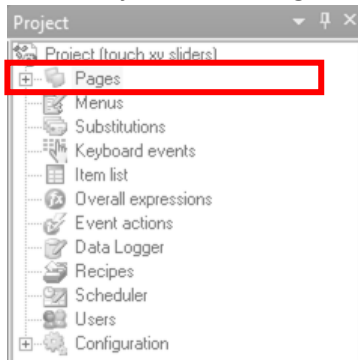 Project
Project (touch xy sliders)
Pages
Menus
Substitutions
Keyboard events
Item list
Overall expressions
Event actions
Data Logger
Recipes
Scheduler
Users
Configuration